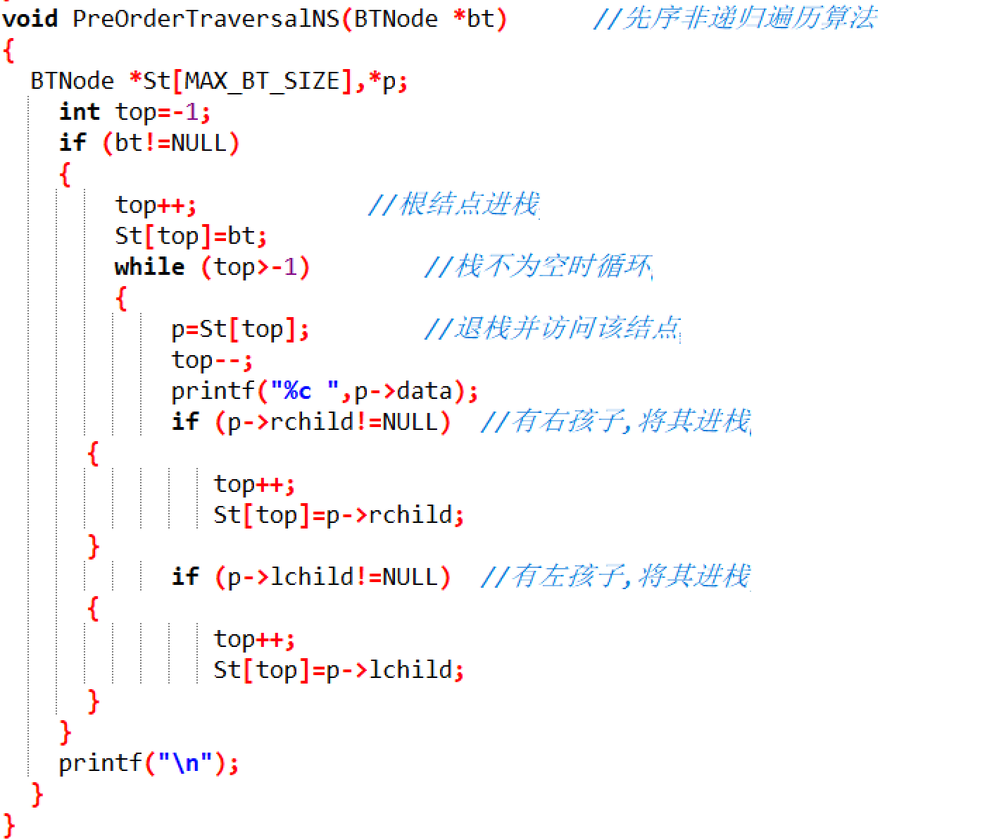 void PreOrderTraversalNS(BTNode *bt)      //先序非递归遍历算法
{
  BTNode *St[MAX_BT_SIZE],*p;
    int top=-1;
    if (bt!=NULL)
    {
        top++;            //根结点进栈
        St[top]=bt;
        while (top>-1)        //栈不为空时循环
        {
            p=St[top];        //退栈并访问该结点
            top--;
            printf("%c ",p->data);
            if (p->rchild!=NULL)  //有右孩子,将其进栈
      {
               top++;
               St[top]=p->rchild;
      }
            if (p->lchild!=NULL)  //有左孩子,将其进栈
      {
               top++;
               St[top]=p->lchild;
      }
    }
    printf("\n");
  }
}